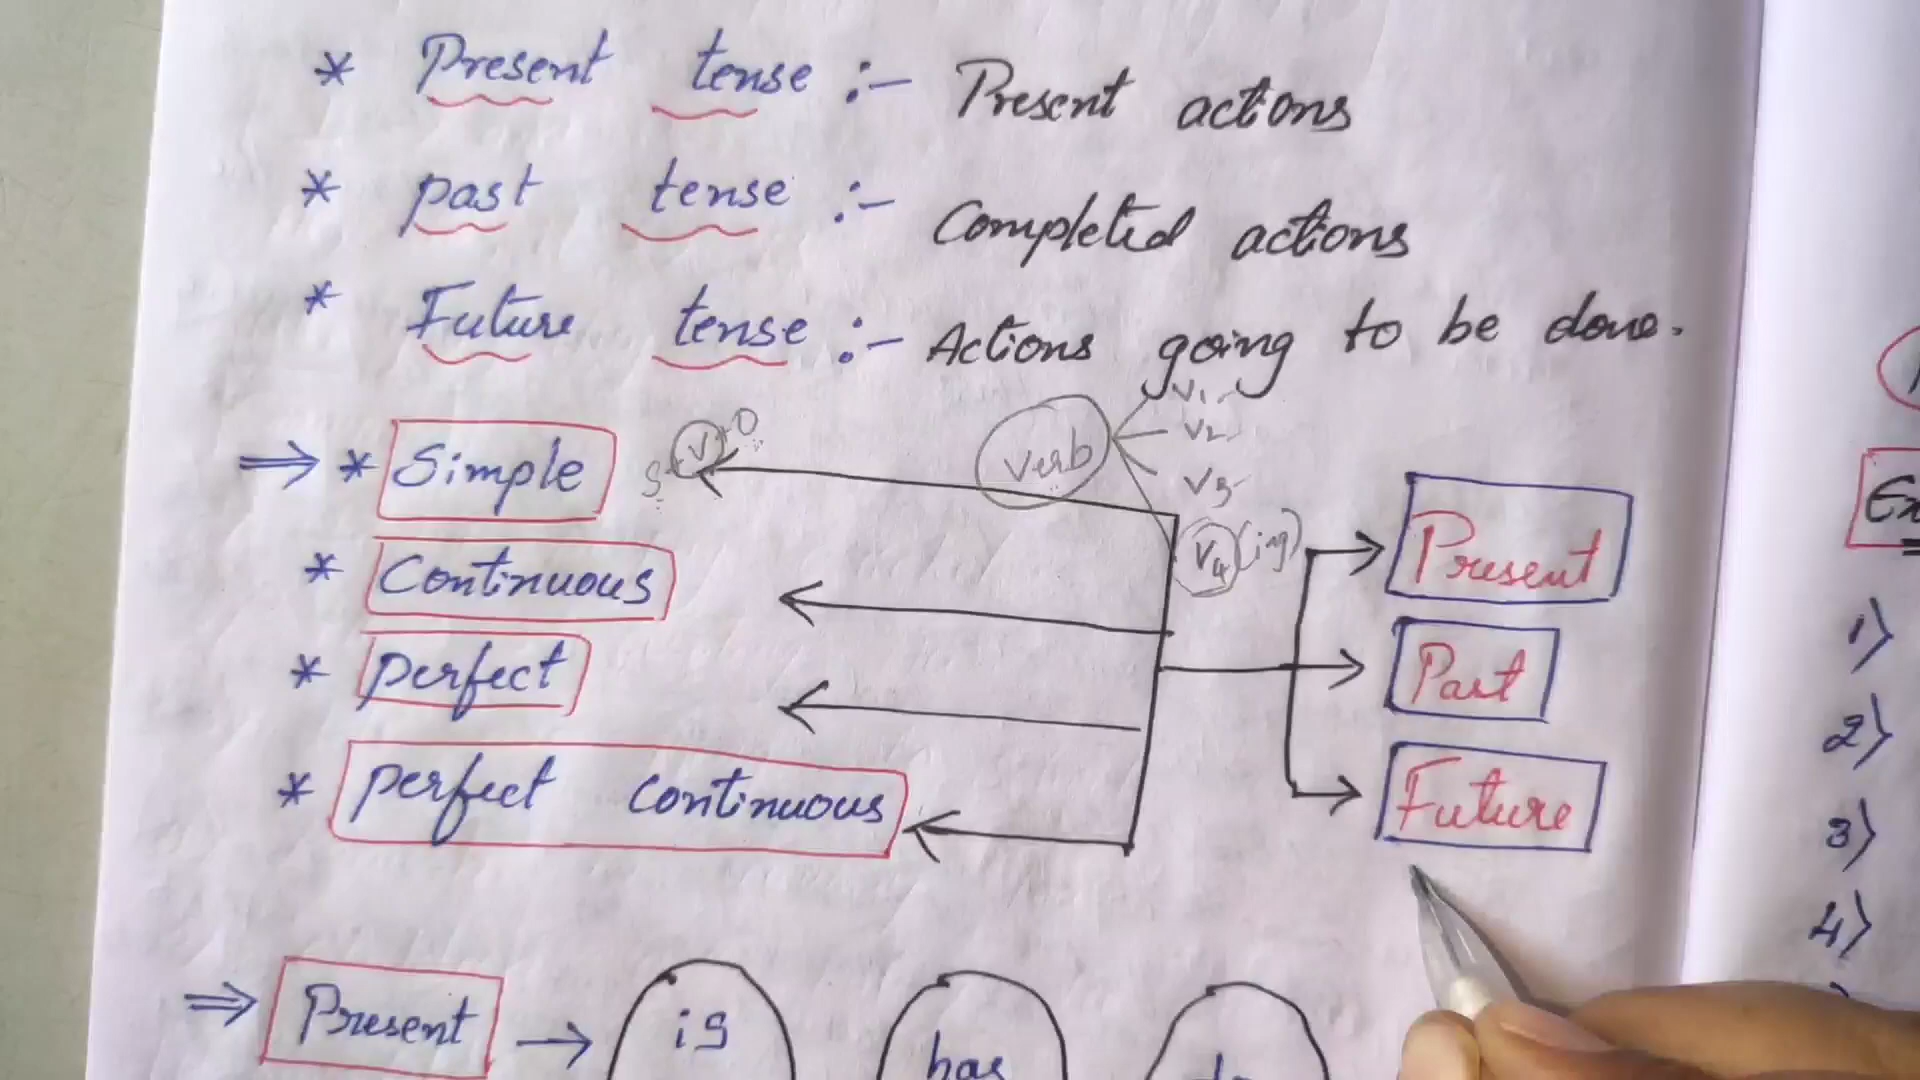 * Present tense :- Present actions
* past tense :- Completed actions
* Future tense :- Actions going to be done.
⇒ * Simple
S+V+O
Verb
V1
V2
V3
V4 (ing)
* Continuous
* perfect
* perfect continuous
Present
Past
Future
⇒ Present → is has
1)
2)
3)
4)